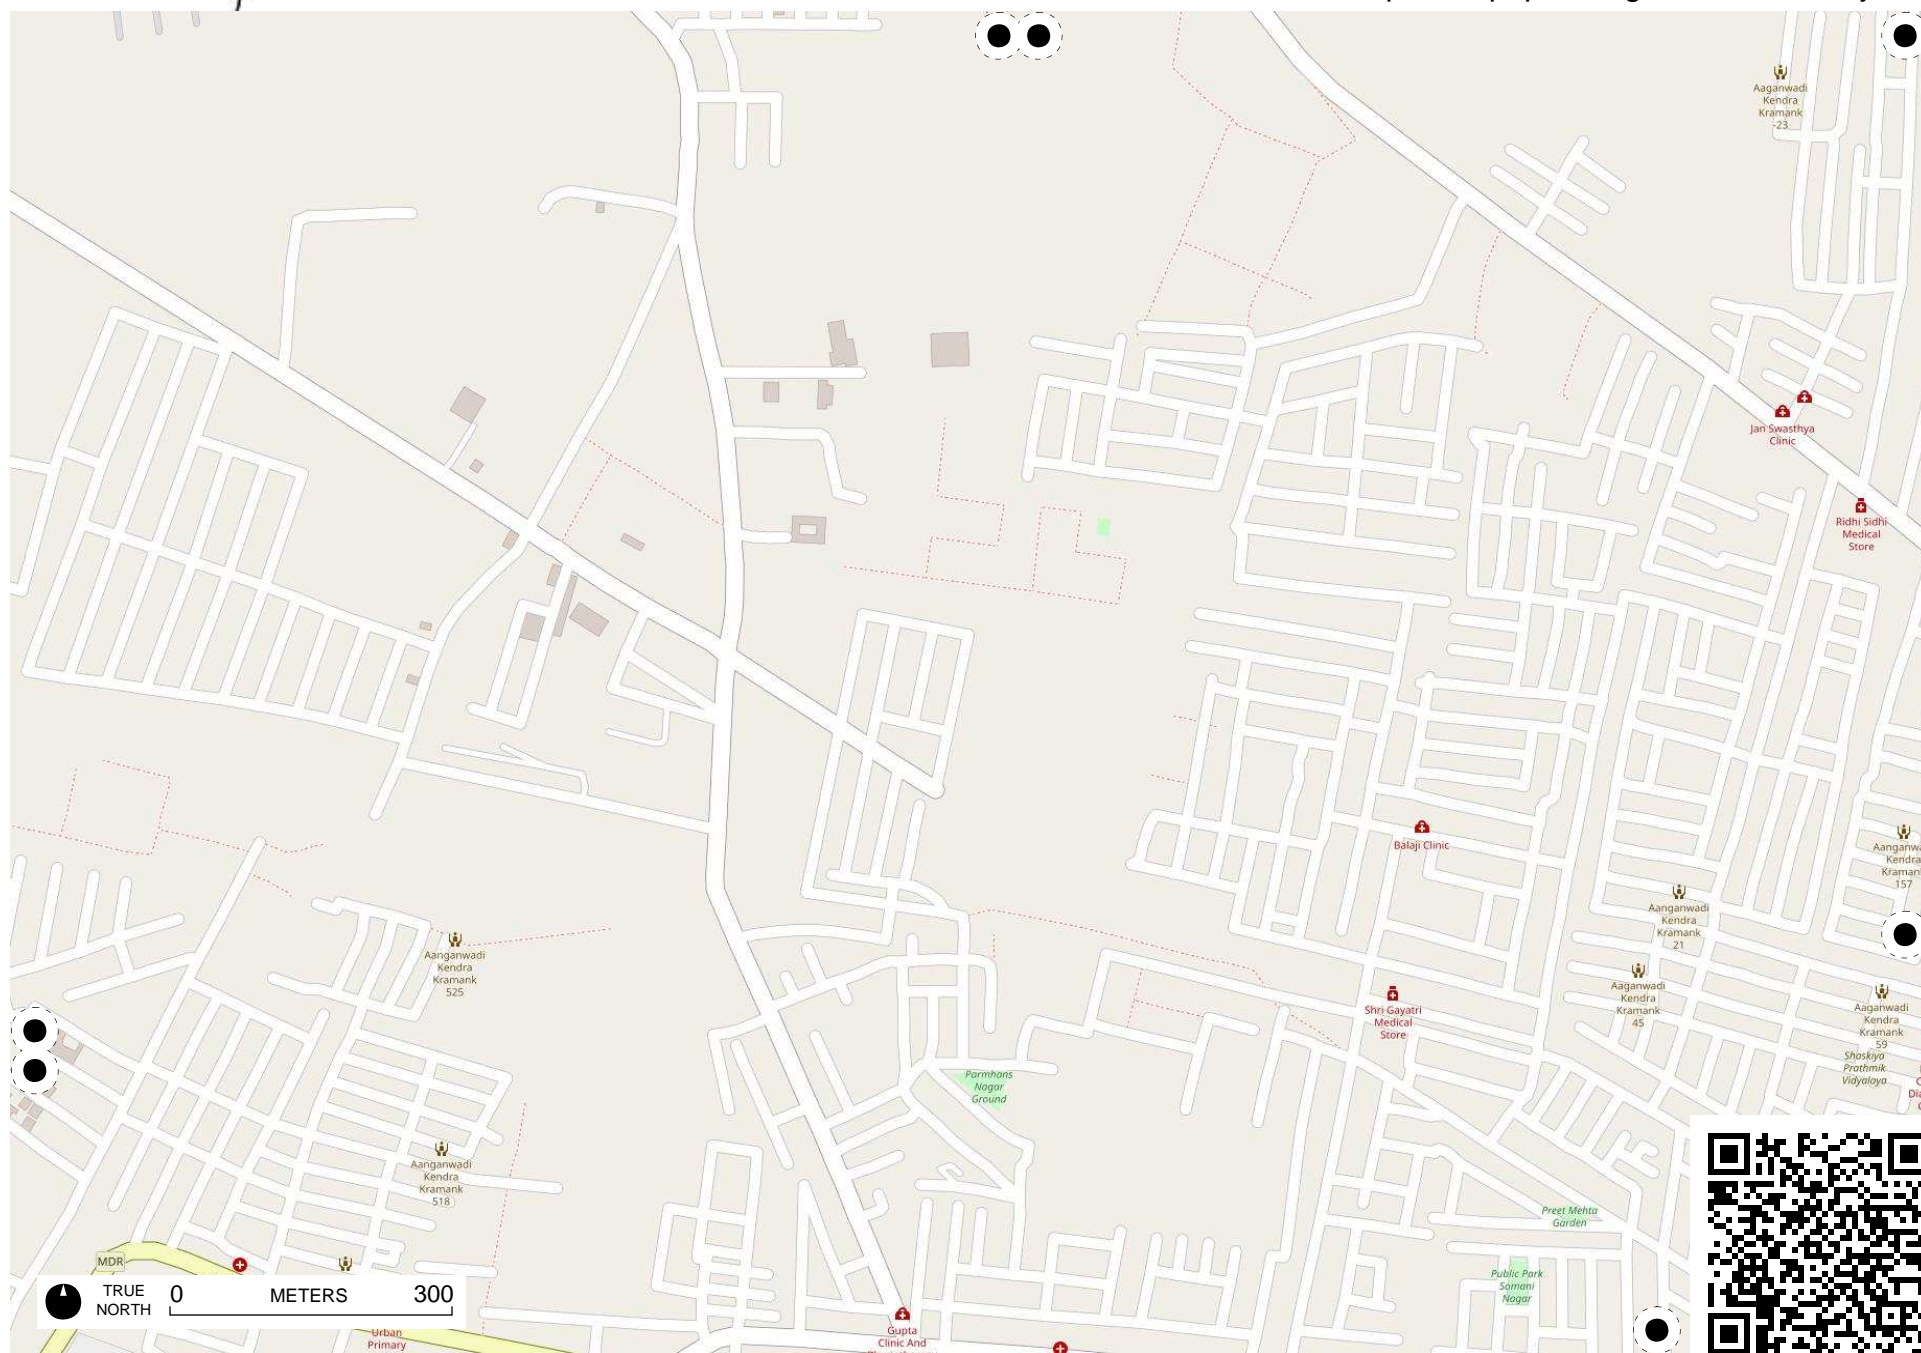 Aaganwadi
Kendra
Kramank
-23
Jan Swasthya
Clinic
Ridhi Sidhi
Medical
Store
Balaji Clinic
Kramank
157
Aanganwadi
Kendra
Kramank
21
Aanganwadi
Kendra
Kramank
525
Aaganwadi
Kendra
Kramank
45
Aaganwadi
Kendra
Kramank
59
Shri Gayatri
Medical
Store
Shaskiya
Prathmik
Vidyalaya
Parmhans
Nagar
Ground
Aanganwadi
Kendra
Kramank
518
Preet Mehta
Garden
MDR
Public Park
Somani
Nagar
TRUE
NORTH
0 METERS 300
Urban
Primary
Gupta
Clinic And